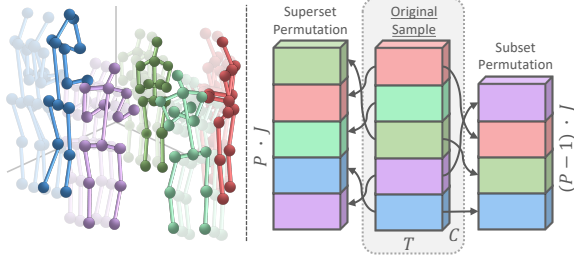 Superset
Permutation
Original
Sample
Subset
Permutation
P · J
(P − 1) · J
T
C